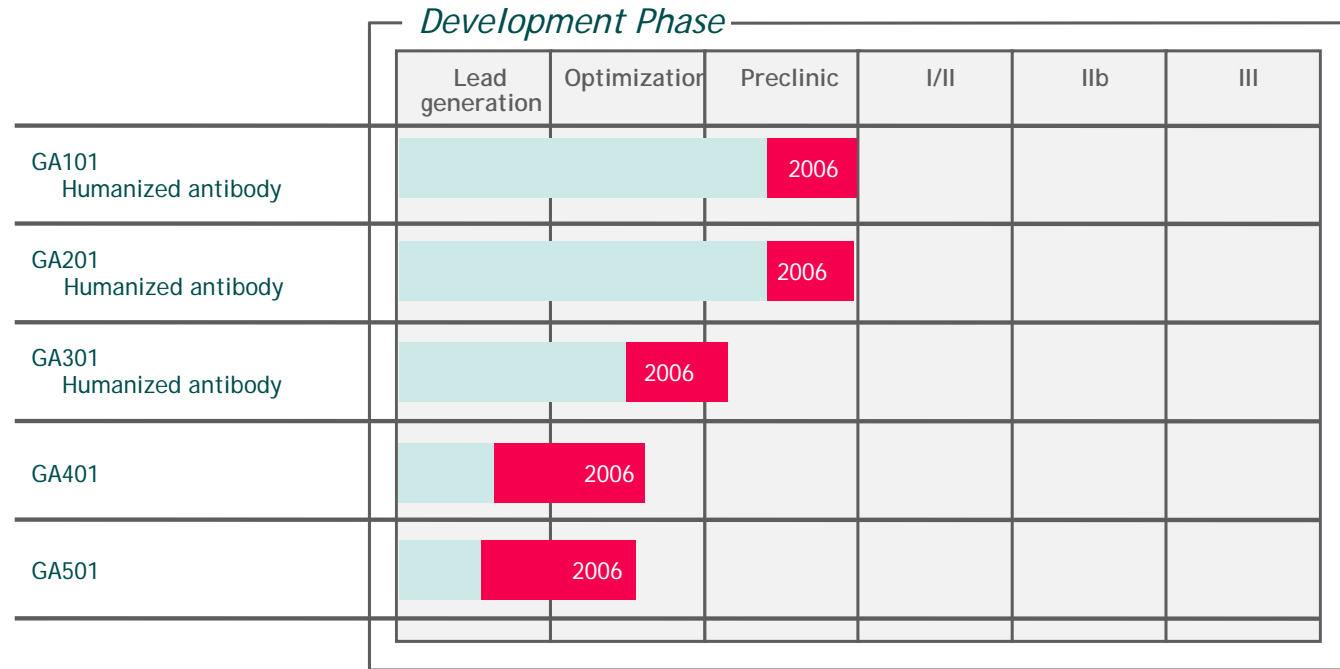 Development Phase
Lead
generation
Optimization
Preclinic
I/II
IIb
III
GA101
Humanized antibody
2006
GA201
Humanized antibody
2006
GA301
Humanized antibody
2006
GA401
2006
GA501
2006